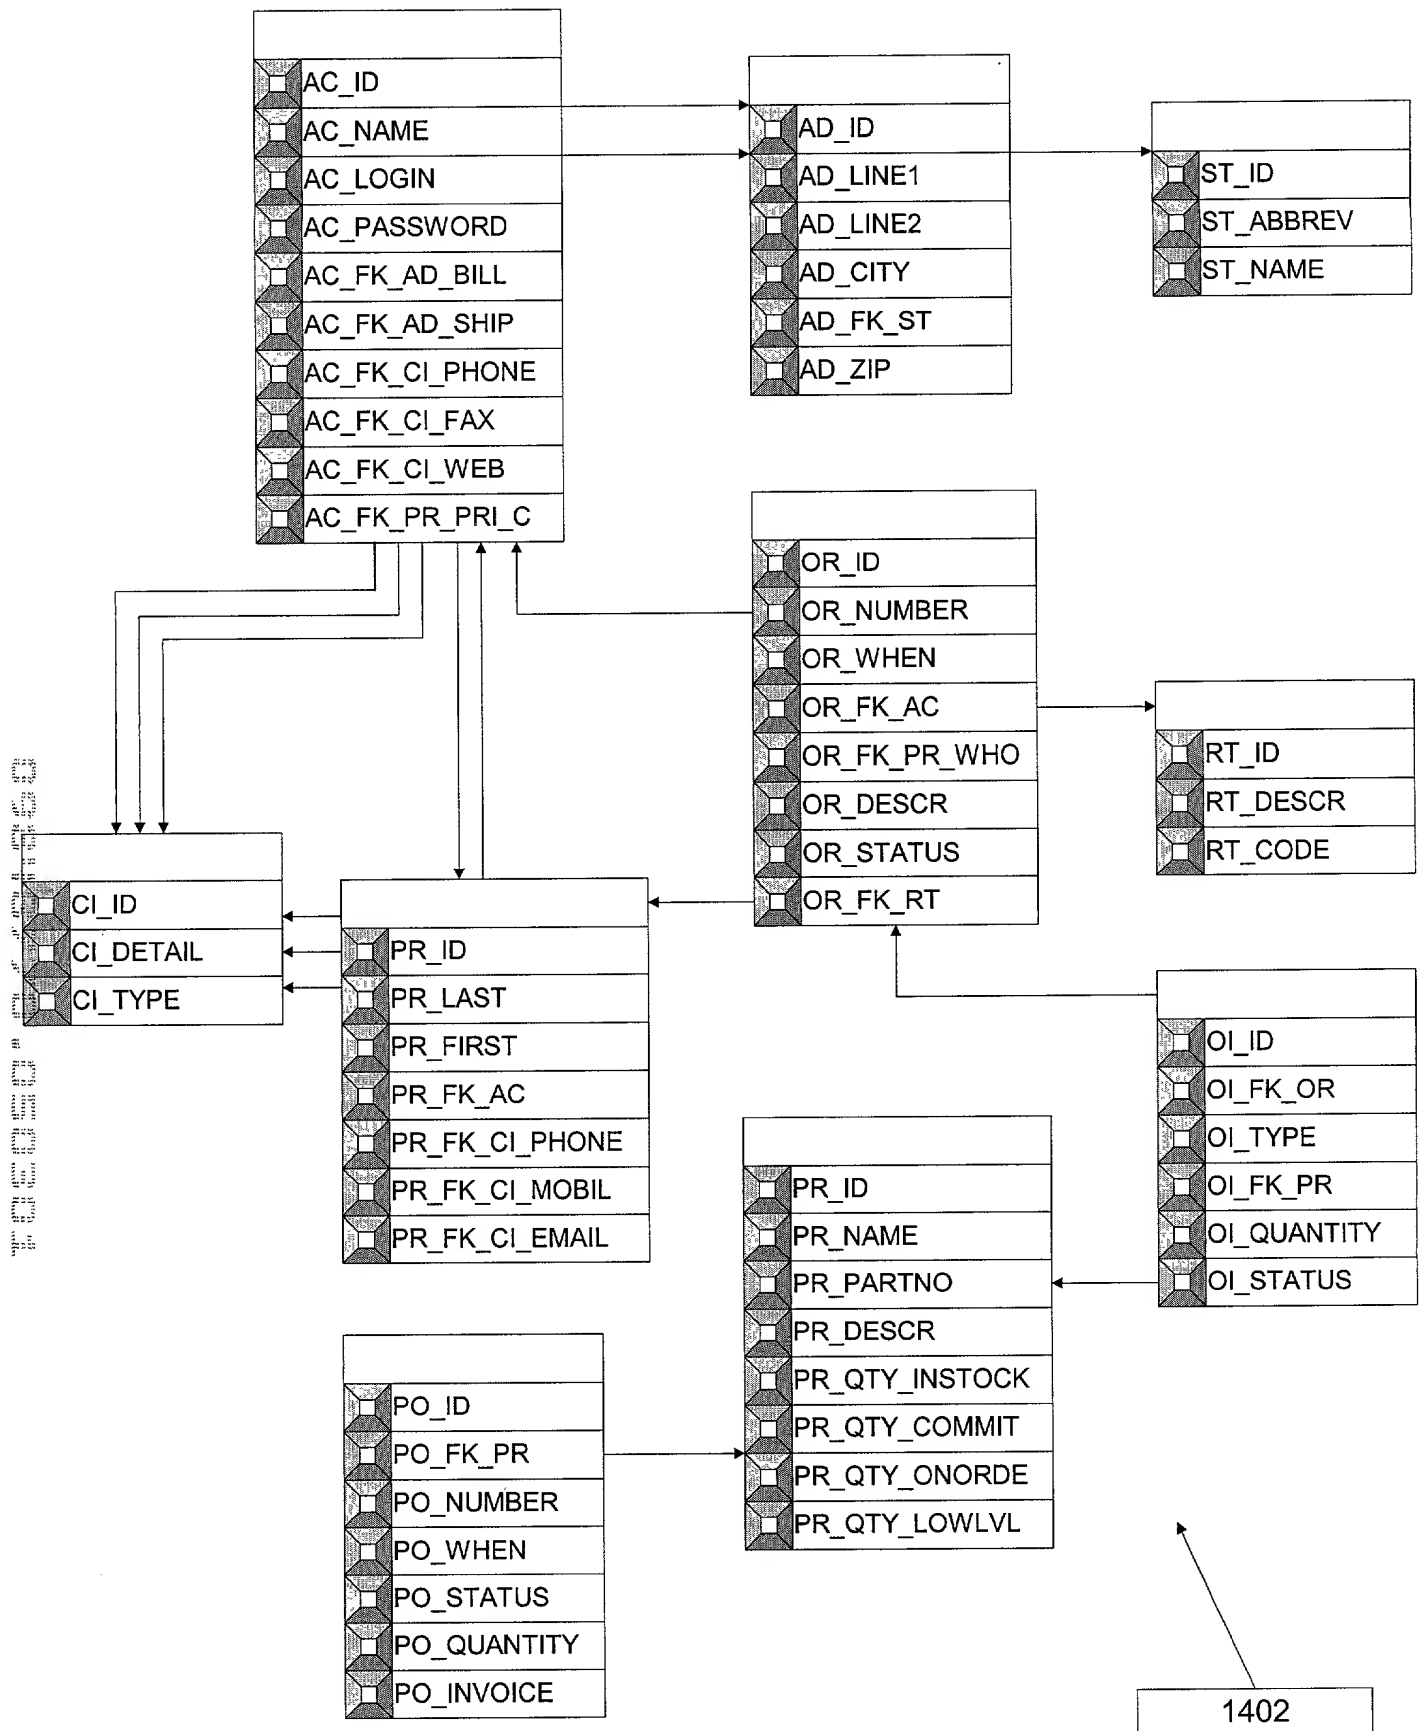 AC_ID
AC_NAME
AC_LOGIN
AC_PASSWORD
AC_FK_AD_BILL
AC_FK_AD_SHIP
AC_FK_CI_PHONE
AC_FK_CI_FAX
AC_FK_CI_WEB
AC_FK_PR_PRI_C
AD_ID
AD_LINE1
AD_LINE2
AD_CITY
AD_FK_ST
AD_ZIP
ST_ID
ST_ABBREV
ST_NAME
OR_ID
OR_NUMBER
OR_WHEN
OR_FK_AC
OR_FK_PR_WHO
OR_DESCR
OR_STATUS
OR_FK_RT
RT_ID
RT_DESCR
RT_CODE
CI_ID
CI_DETAIL
CI_TYPE
PR_ID
PR_LAST
PR_FIRST
PR_FK_AC
PR_FK_CI_PHONE
PR_FK_CI_MOBIL
PR_FK_CI_EMAIL
OI_ID
OI_FK_OR
OI_TYPE
OI_FK_PR
OI_QUANTITY
OI_STATUS
PR_ID
PR_NAME
PR_PARTNO
PR_DESCR
PR_QTY_INSTOCK
PR_QTY_COMMIT
PR_QTY_ONORDE
PR_QTY_LOWLVL
PO_ID
PO_FK_PR
PO_NUMBER
PO_WHEN
PO_STATUS
PO_QUANTITY
PO_INVOICE
1402